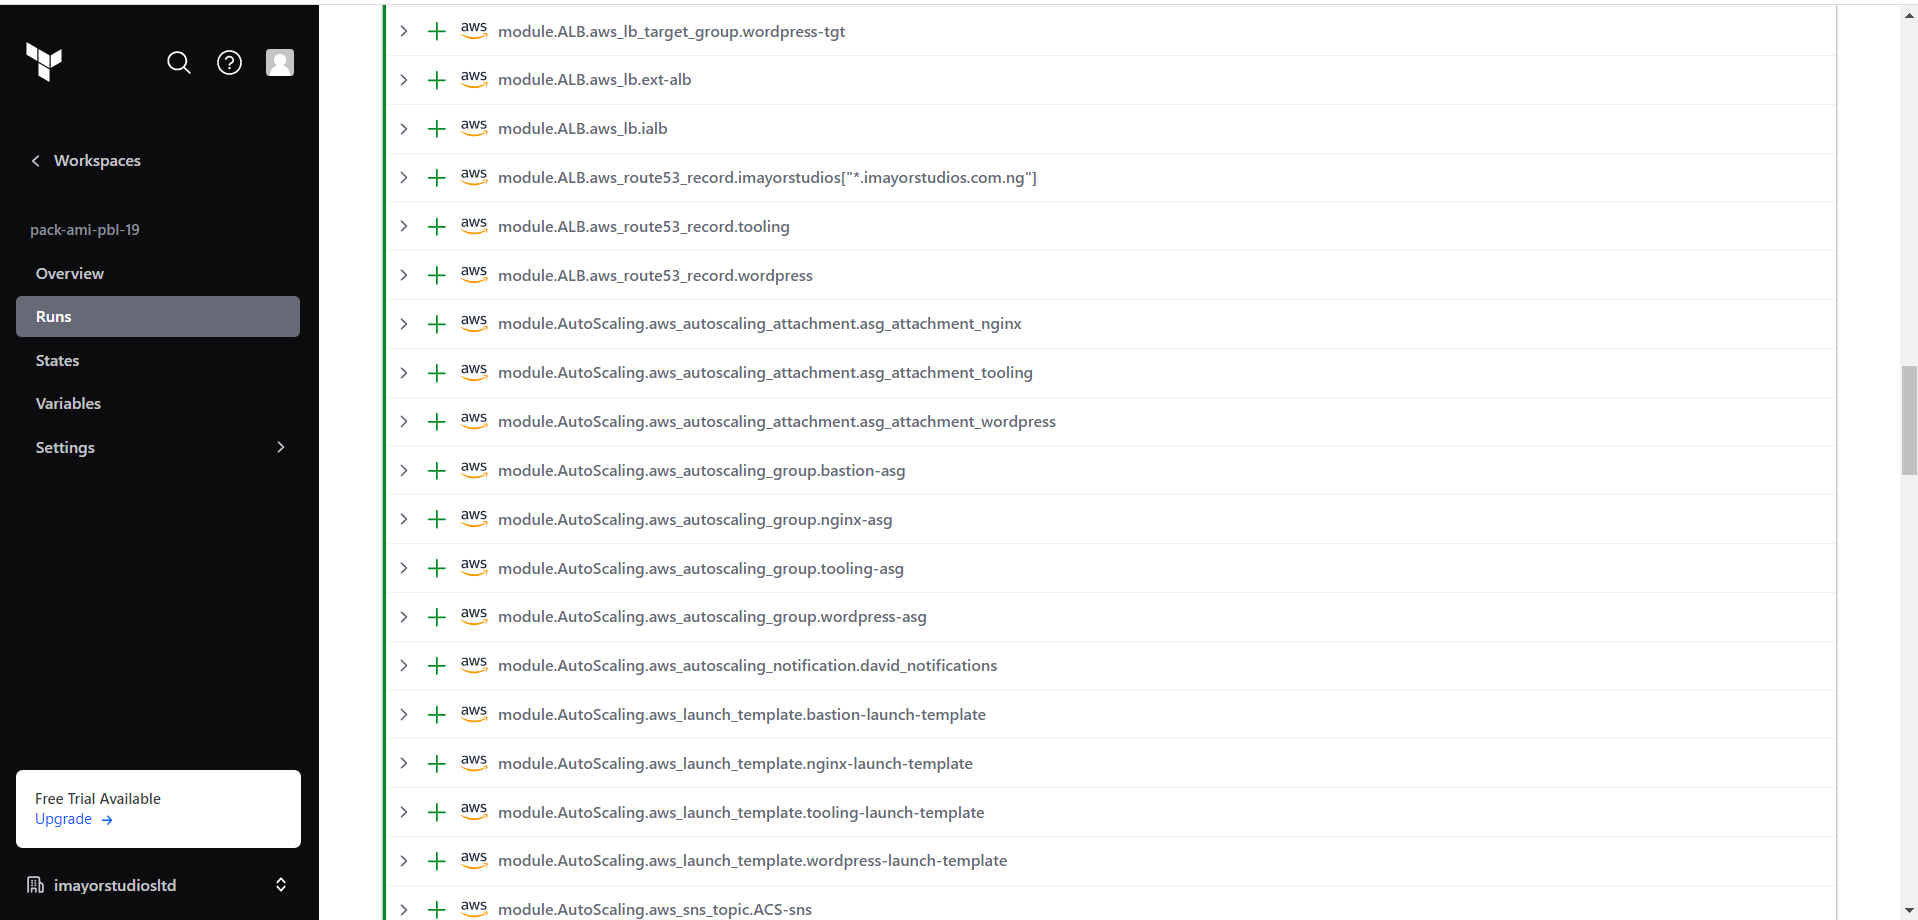 Workspaces
pack-ami-pbl-19
Overview
Runs
States
Variables
Settings
Free Trial Available
Upgrade →
imayorstudiosltd
aws module.ALB.aws_lb_target_group.wordpress-tgt
aws module.ALB.aws_lb.ext-alb
aws module.ALB.aws_lb.ialb
aws module.ALB.aws_route53_record.imayorstudios["*.imayorstudios.com.ng"]
aws module.ALB.aws_route53_record.tooling
aws module.ALB.aws_route53_record.wordpress
aws module.AutoScaling.aws_autoscaling_attachment.asg_attachment_nginx
aws module.AutoScaling.aws_autoscaling_attachment.asg_attachment_tooling
aws module.AutoScaling.aws_autoscaling_attachment.asg_attachment_wordpress
aws module.AutoScaling.aws_autoscaling_group.bastion-asg
aws module.AutoScaling.aws_autoscaling_group.nginx-asg
aws module.AutoScaling.aws_autoscaling_group.tooling-asg
aws module.AutoScaling.aws_autoscaling_group.wordpress-asg
aws module.AutoScaling.aws_autoscaling_notification.david_notifications
aws module.AutoScaling.aws_launch_template.bastion-launch-template
aws module.AutoScaling.aws_launch_template.nginx-launch-template
aws module.AutoScaling.aws_launch_template.tooling-launch-template
aws module.AutoScaling.aws_launch_template.wordpress-launch-template
aws module.AutoScaling.aws_sns_topic.ACS-sns